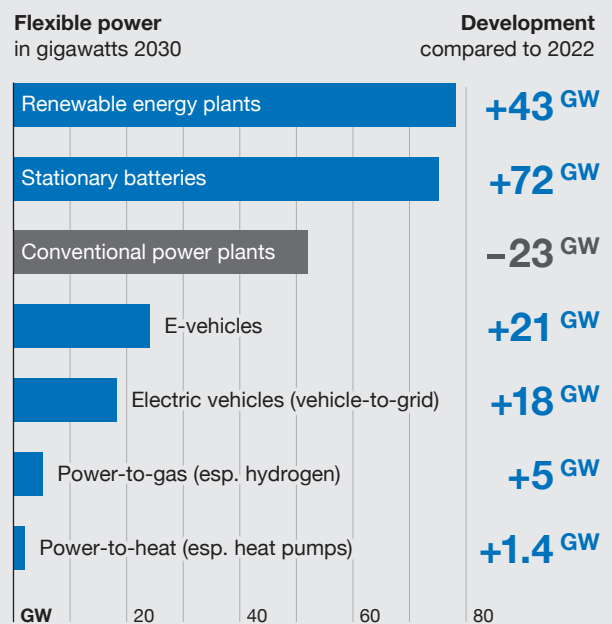 Flexible power
in gigawatts 2030
Development
compared to 2022
Renewable energy plants
+43 GW
Stationary batteries
+72 GW
Conventional power plants
–23 GW
E-vehicles
+21 GW
Electric vehicles (vehicle-to-grid)
+18 GW
Power-to-gas (esp. hydrogen)
+5 GW
Power-to-heat (esp. heat pumps)
+1.4 GW
GW 20 40 60 80